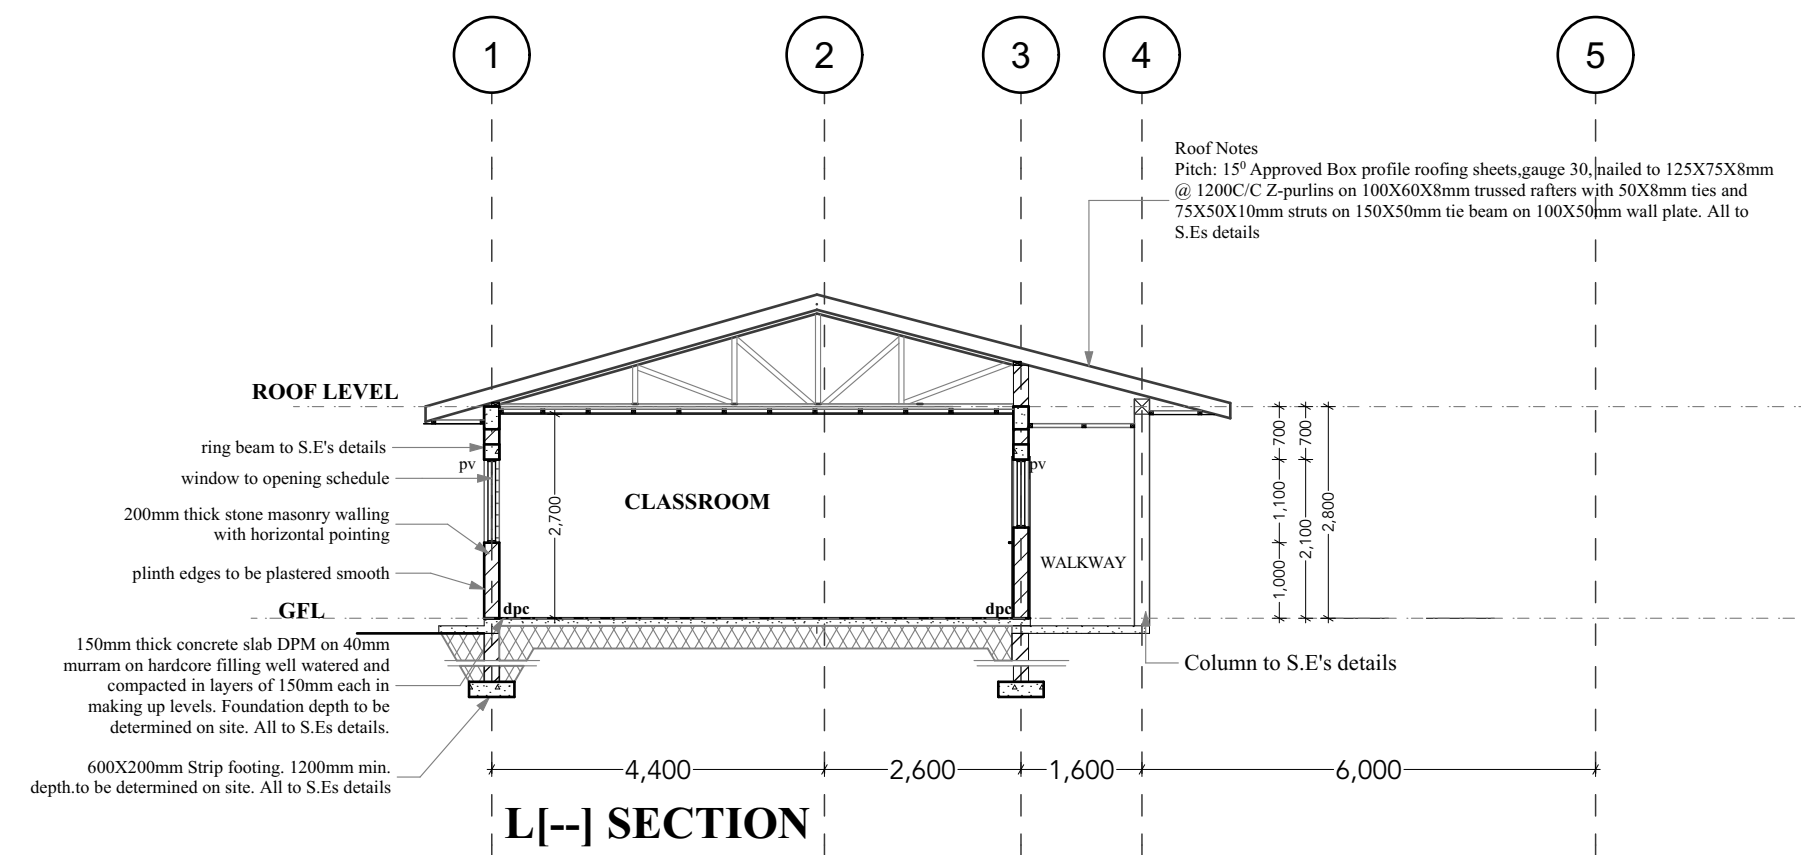 1
2
3
4
5
Roof Notes
Pitch: 15⁰ Approved Box profile roofing sheets,gauge 30, nailed to 125X75X8mm
@ 1200C/C Z-purlins on 100X60X8mm trussed rafters with 50X8mm ties and
75X50X10mm struts on 150X50mm tie beam on 100X50mm wall plate. All to
S.Es details
ROOF LEVEL
ring beam to S.E's details
pv
pv
window to opening schedule
200mm thick stone masonry walling
with horizontal pointing
plinth edges to be plastered smooth
GFL
150mm thick concrete slab DPM on 40mm
murram on hardcore filling well watered and
compacted in layers of 150mm each in
making up levels. Foundation depth to be
determined on site. All to S.Es details.
600X200mm Strip footing. 1200mm min.
depth.to be determined on site. All to S.Es details
2,700
CLASSROOM
dpc
dpc
WALKWAY
700
1,100
1,000
700
2,100
2,800
Column to S.E's details
4,400
2,600
1,600
6,000
L[--] SECTION